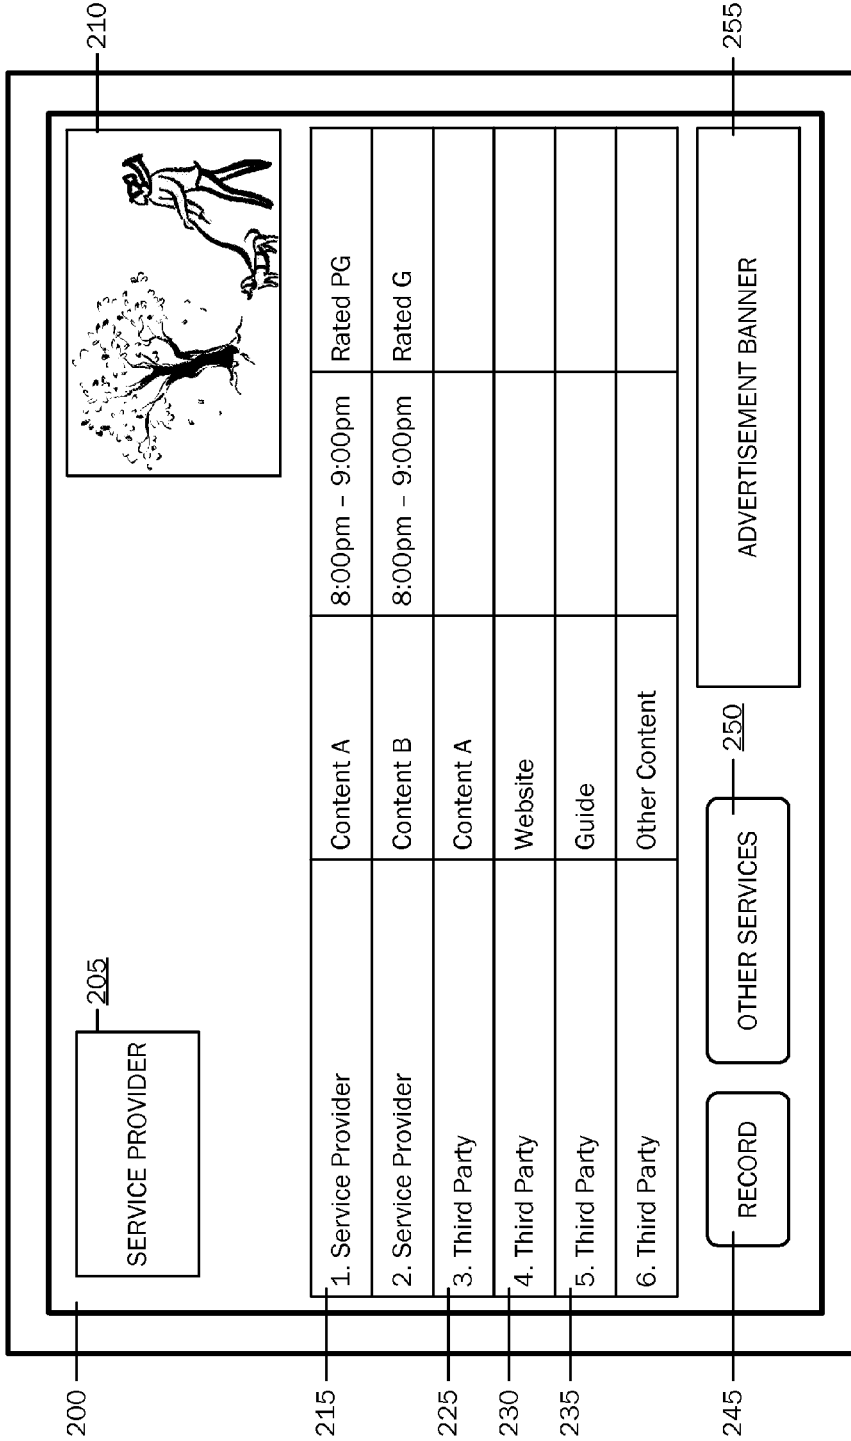 200
SERVICE PROVIDER
205
210
215
1. Service Provider Content A 8:00pm – 9:00pm Rated PG
2. Service Provider Content B 8:00pm – 9:00pm Rated G
225
3. Third Party Content A
230
4. Third Party Website
235
5. Third Party Guide
6. Third Party Other Content
245
RECORD
OTHER SERVICES
250
ADVERTISEMENT BANNER
255